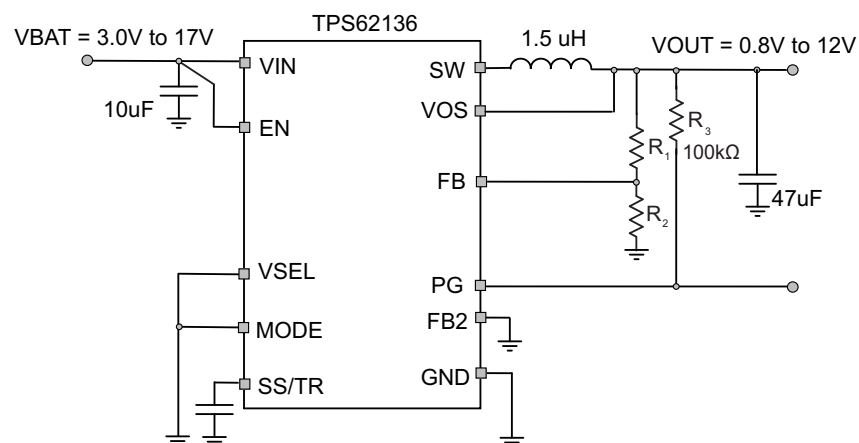 TPS62136
VBAT = 3.0V to 17V
1.5 uH
VOUT = 0.8V to 12V
VIN
SW
10uF
VOS
EN
R3
R1
100kΩ
FB
47uF
R2
VSEL
PG
MODE
FB2
SS/TR
GND